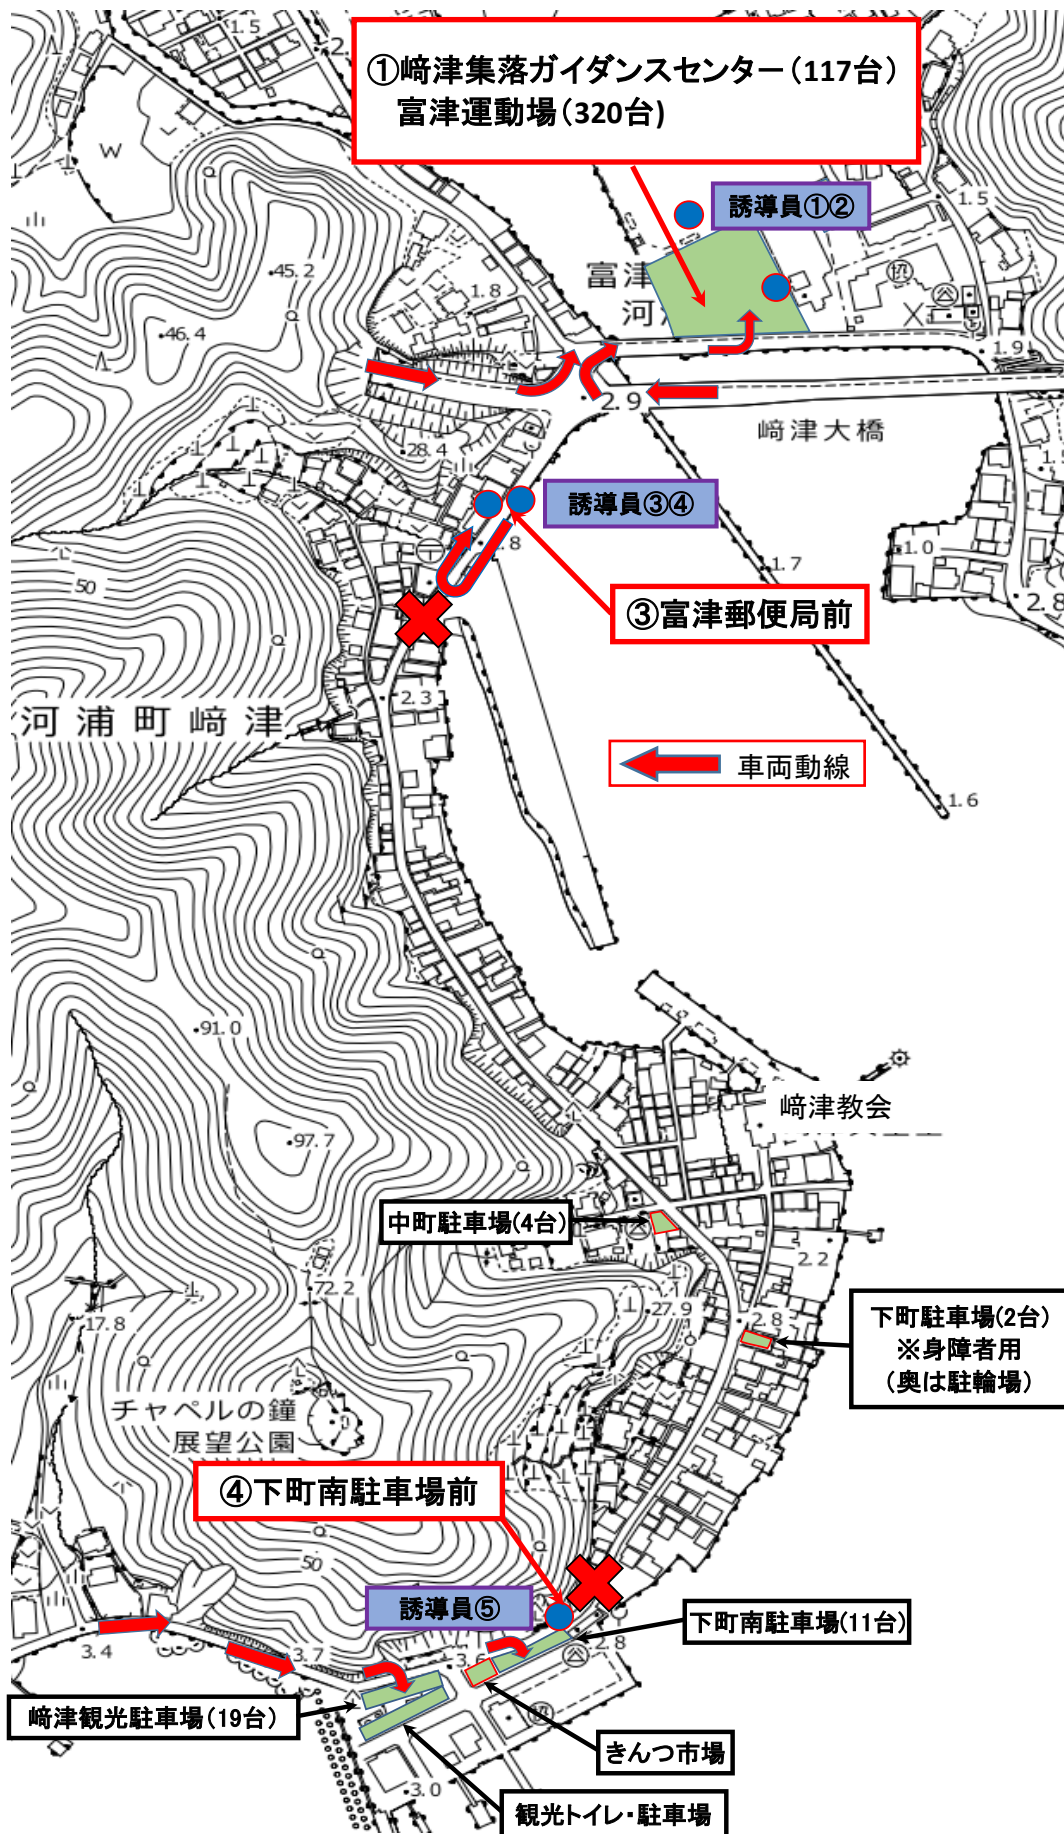 ①﨑津集落ガイダンスセンター（117台）
富津運動場（320台)
1.5
2.
W
誘導員①②
1.5
45.2
富津
1.8
河
46.4
1.9
2.9
﨑津大橋
28.4
誘導員③④
1.0
.8
1.7
50
2.8
③富津郵便局前
2.3
河浦町﨑津
車両動線
1.6
91.0
﨑津教会
97.7
中町駐車場(4台)
2.2
72.2
27.9
17.8
2.8
下町駐車場(2台)
※身障者用
（奥は駐輪場）
チャペルの鐘
展望公園
④下町南駐車場前
50
誘導員⑤
下町南駐車場(11台)
3.4
3.7
3.6
2.8
﨑津観光駐車場（19台）
きんつ市場
3.0
観光トイレ・駐車場